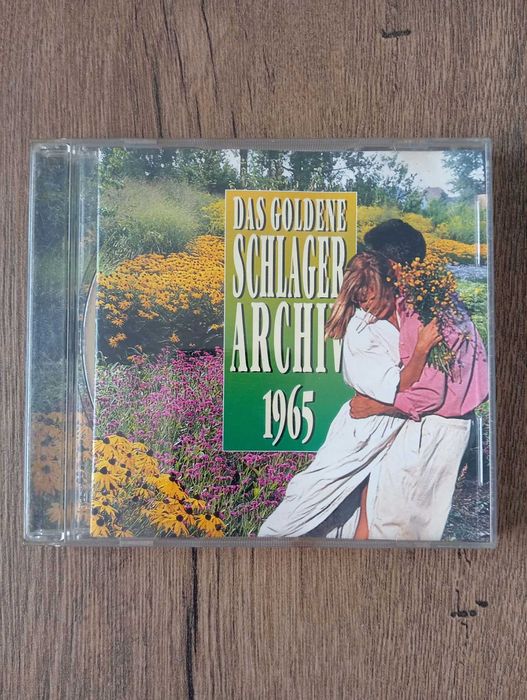 DAS GOLDENE
SCHLAGER
ARCHIV
1965